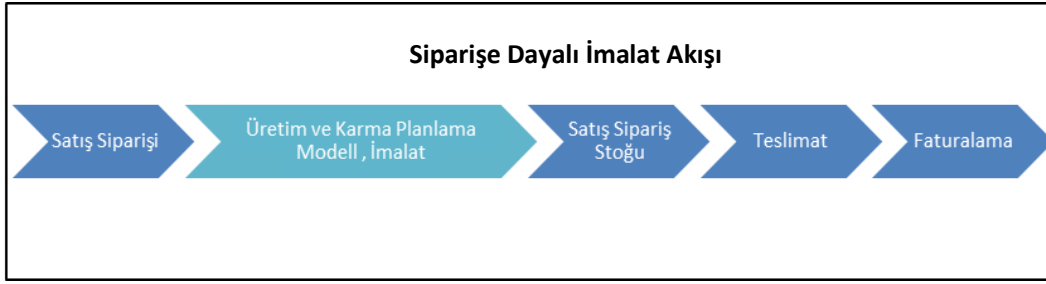 Siparişe Dayalı İmalat Akışı
Satış Siparişi
Üretim ve Karma Planlama
Modell , İmalat
Satış Sipariş
Stoğu
Teslimat
Faturalama